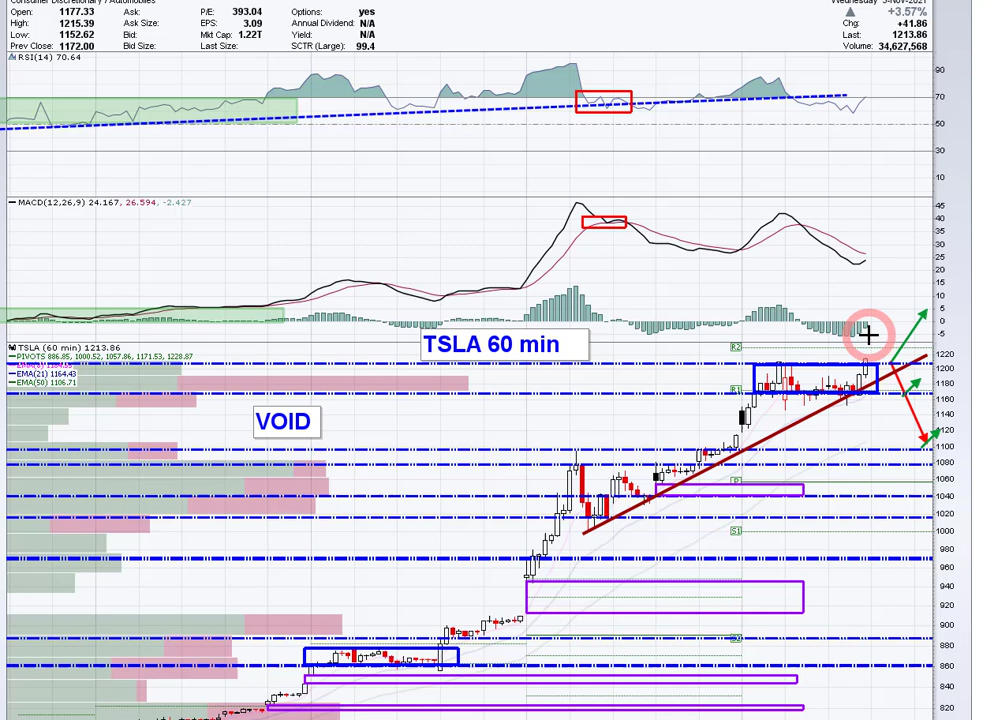 Consumer Discretionary / Automobiles Wednesday 3-Nov-2021
Open: 1177.33 Ask: P/E: 393.04 Options: yes +3.57%
High: 1215.39 Ask Size: EPS: 3.09 Annual Dividend: N/A Chg: +41.86
Low: 1152.62 Bid: Mkt Cap: 1.22T Yield: N/A Last: 1213.86
Prev Close: 1172.00 Bid Size: Last Size: SCTR (Large): 99.4 Volume: 34,627,568
RSI(14) 70.64
90
70
50
30
10
MACD(12,26,9) 24.167, 26.594, -2.427
45
40
35
30
25
20
15
10
5
0
-5
TSLA 60 min
TSLA (60 min) 1213.86
R2
PIVOTS 886.85, 1000.52, 1057.86, 1171.53, 1228.87
EMA(21) 1164.43
EMA(50) 1106.71
R1
VOID
P
S1
1220
1200
1180
1160
1140
1120
1100
1080
1060
1040
1020
1000
980
960
940
920
900
880
860
840
820